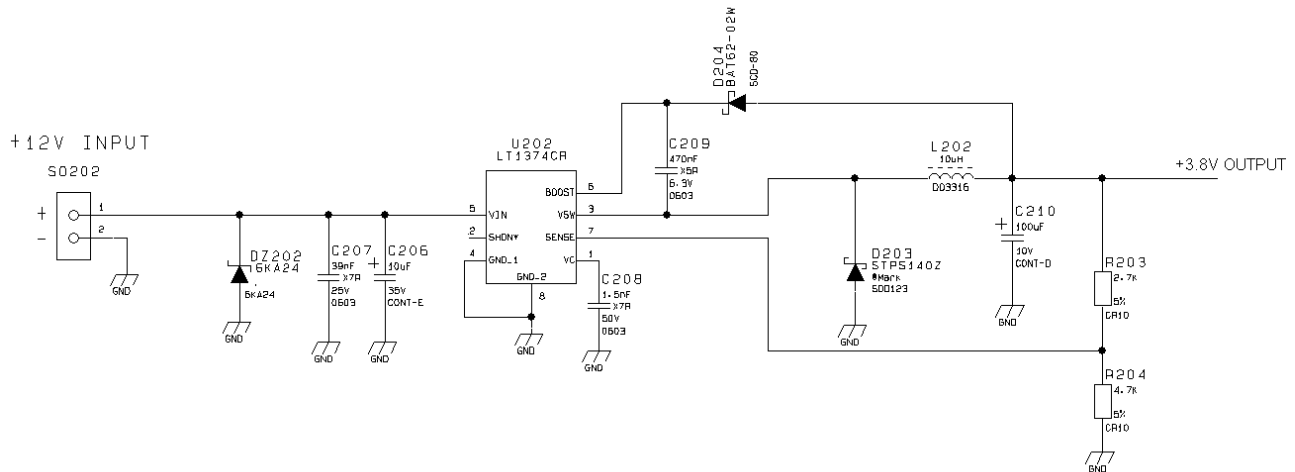 +12V INPUT
SO202
+
-
1
2
GND
DZ202
6KA24
6KA24
GND
C207
39nF
X7R
25V
0603
GND
+
C206
10uF
35V
CONT-E
GND
U202
LT1374CR
5 VIN
2 SHDN*
4 GND_1
GND_2
8
BOOST 6
VSW 3
SENSE 7
VC 1
GND
C208
1.5nF
X7R
50V
0603
GND
C209
470nF
X5R
6.3V
0603
D204
BAT62-02W
SCD-80
D203
STPS140Z
*Mark
SOD123
GND
L202
10uH
DO3316
+
C210
100uF
10V
CONT-D
GND
+3.8V OUTPUT
R203
2.7K
5%
CR10
R204
4.7K
5%
CR10
GND